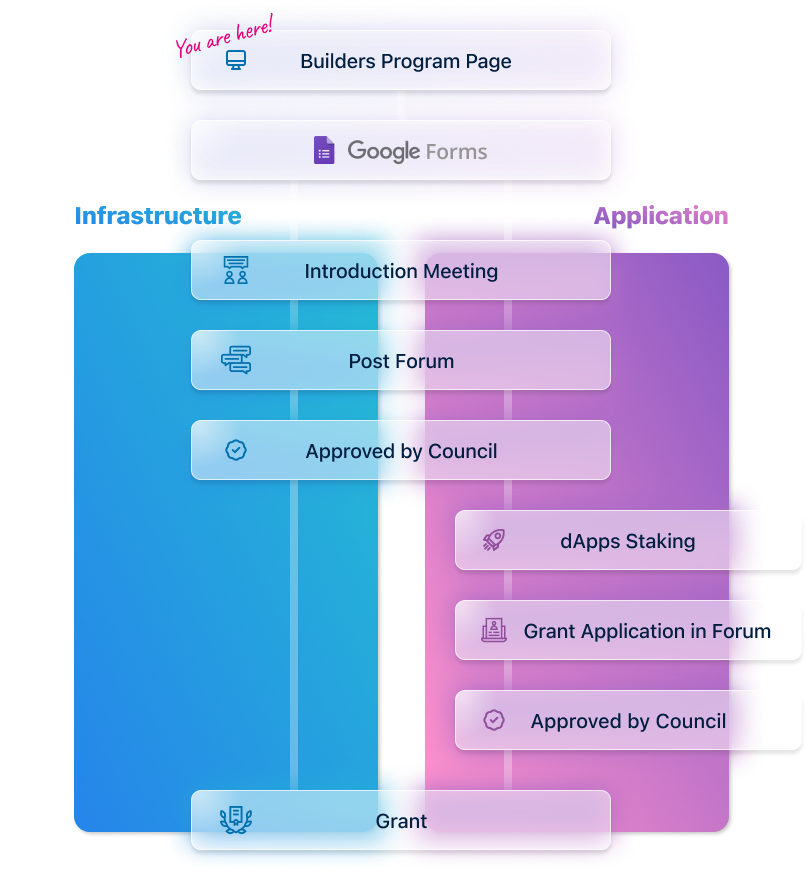 You are here!
Builders Program Page
Google Forms
Infrastructure
Application
Introduction Meeting
Post Forum
Approved by Council
dApps Staking
Grant Application in Forum
Approved by Council
Grant